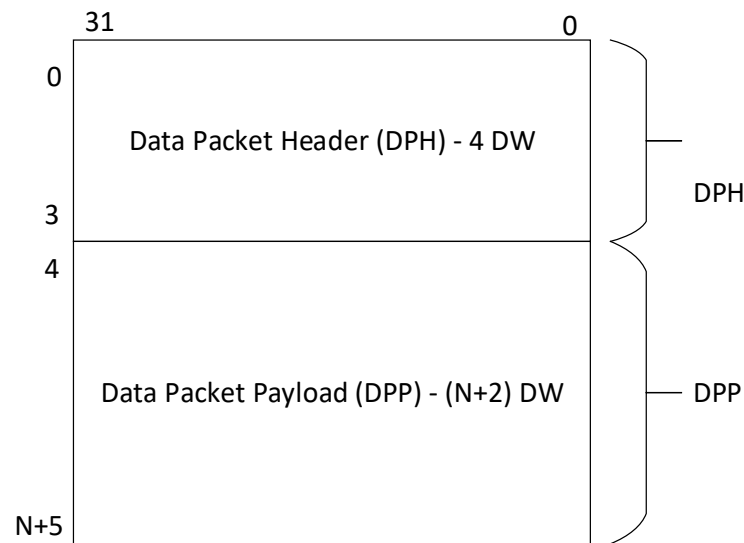 31 0
0
Data Packet Header (DPH) - 4 DW
DPH
3
4
Data Packet Payload (DPP) - (N+2) DW
DPP
N+5